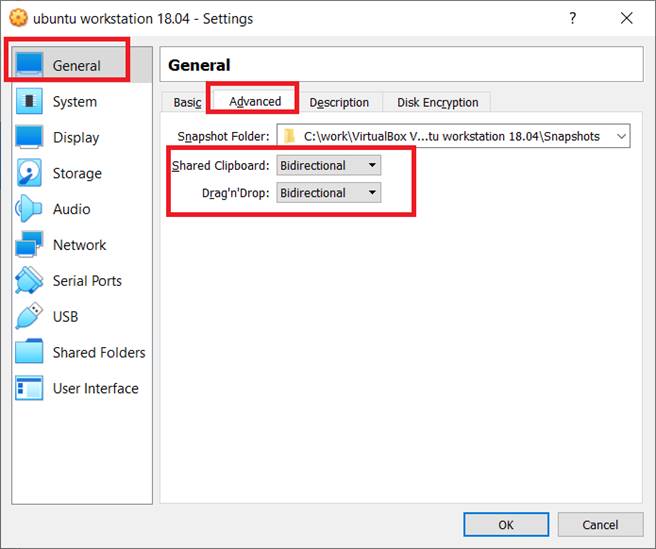 ubuntu workstation 18.04 - Settings
?
General
System
Display
Storage
Audio
Network
Serial Ports
USB
Shared Folders
User Interface
General
Basic Advanced Description Disk Encryption
Snapshot Folder: C:\work\VirtualBox V...tu workstation 18.04\Snapshots
Shared Clipboard: Bidirectional
Drag'n'Drop: Bidirectional
OK Cancel